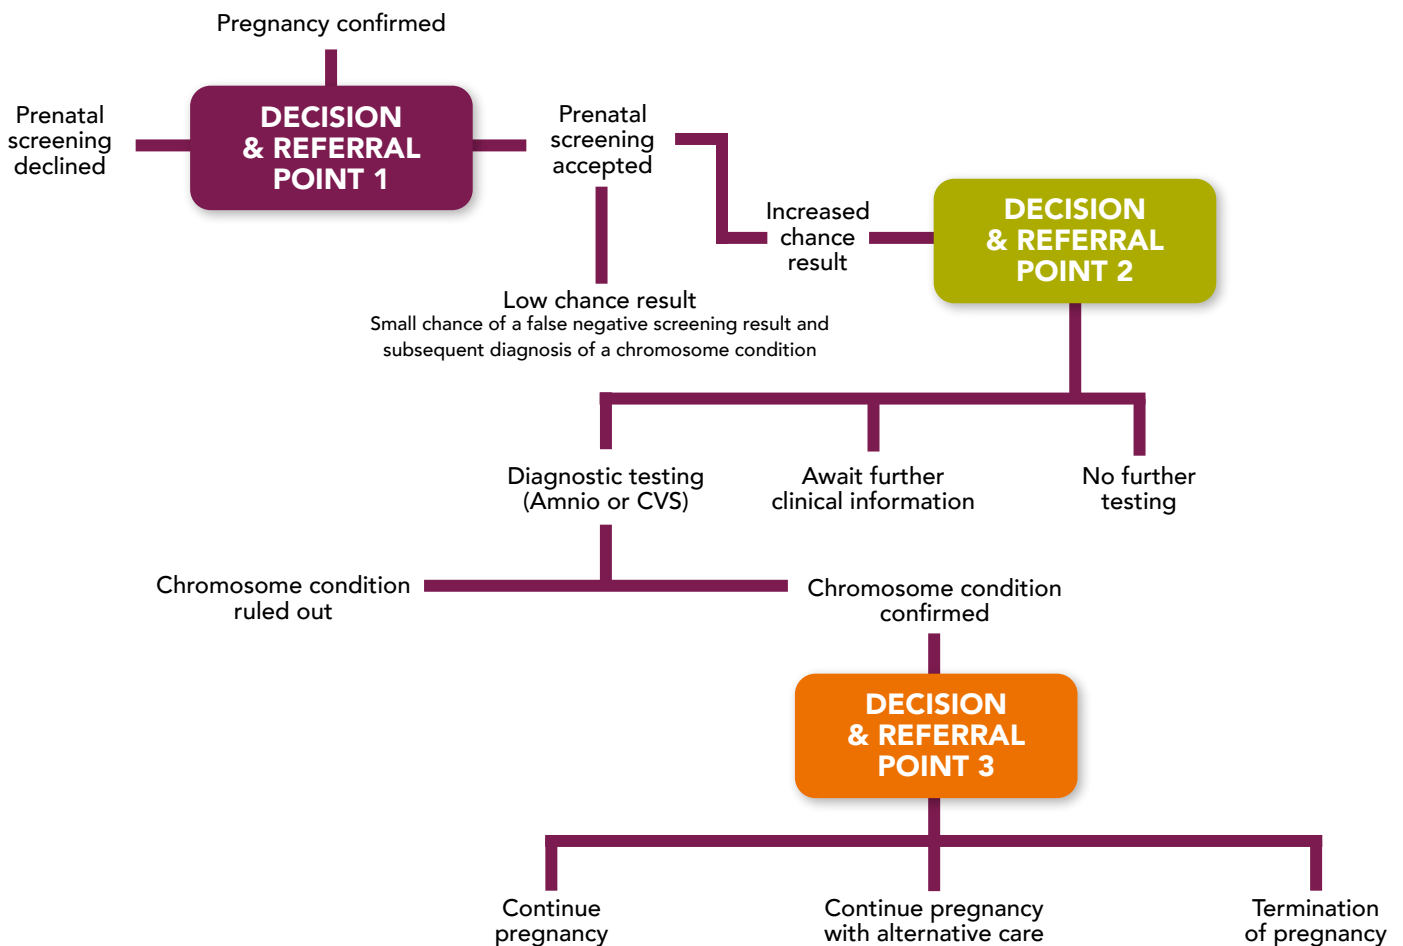 Pregnancy confirmed
Prenatal
screening
declined
DECISION
& REFERRAL
POINT 1
Prenatal
screening
accepted
Increased
chance
result
DECISION
& REFERRAL
POINT 2
Low chance result
Small chance of a false negative screening result and
subsequent diagnosis of a chromosome condition
Diagnostic testing
(Amnio or CVS)
Await further
clinical information
No further
testing
Chromosome condition
ruled out
Chromosome condition
confirmed
DECISION
& REFERRAL
POINT 3
Continue
pregnancy
Continue pregnancy
with alternative care
Termination
of pregnancy